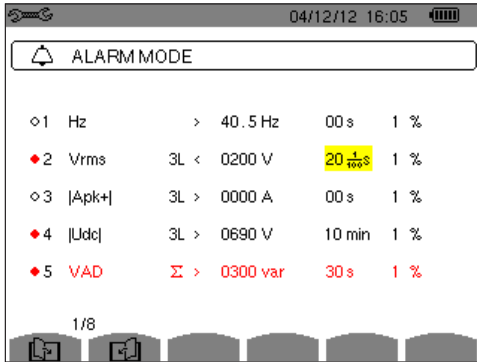 04/12/12 16:05
ALARM MODE
1 Hz > 40.5 Hz 00 s 1 %
2 Vrms 3L < 0200 V 20 1/100 s 1 %
3 |Apk+| 3L > 0000 A 00 s 1 %
4 |Udc| 3L > 0690 V 10 min 1 %
5 VAD Σ > 0300 var 30 s 1 %
1/8